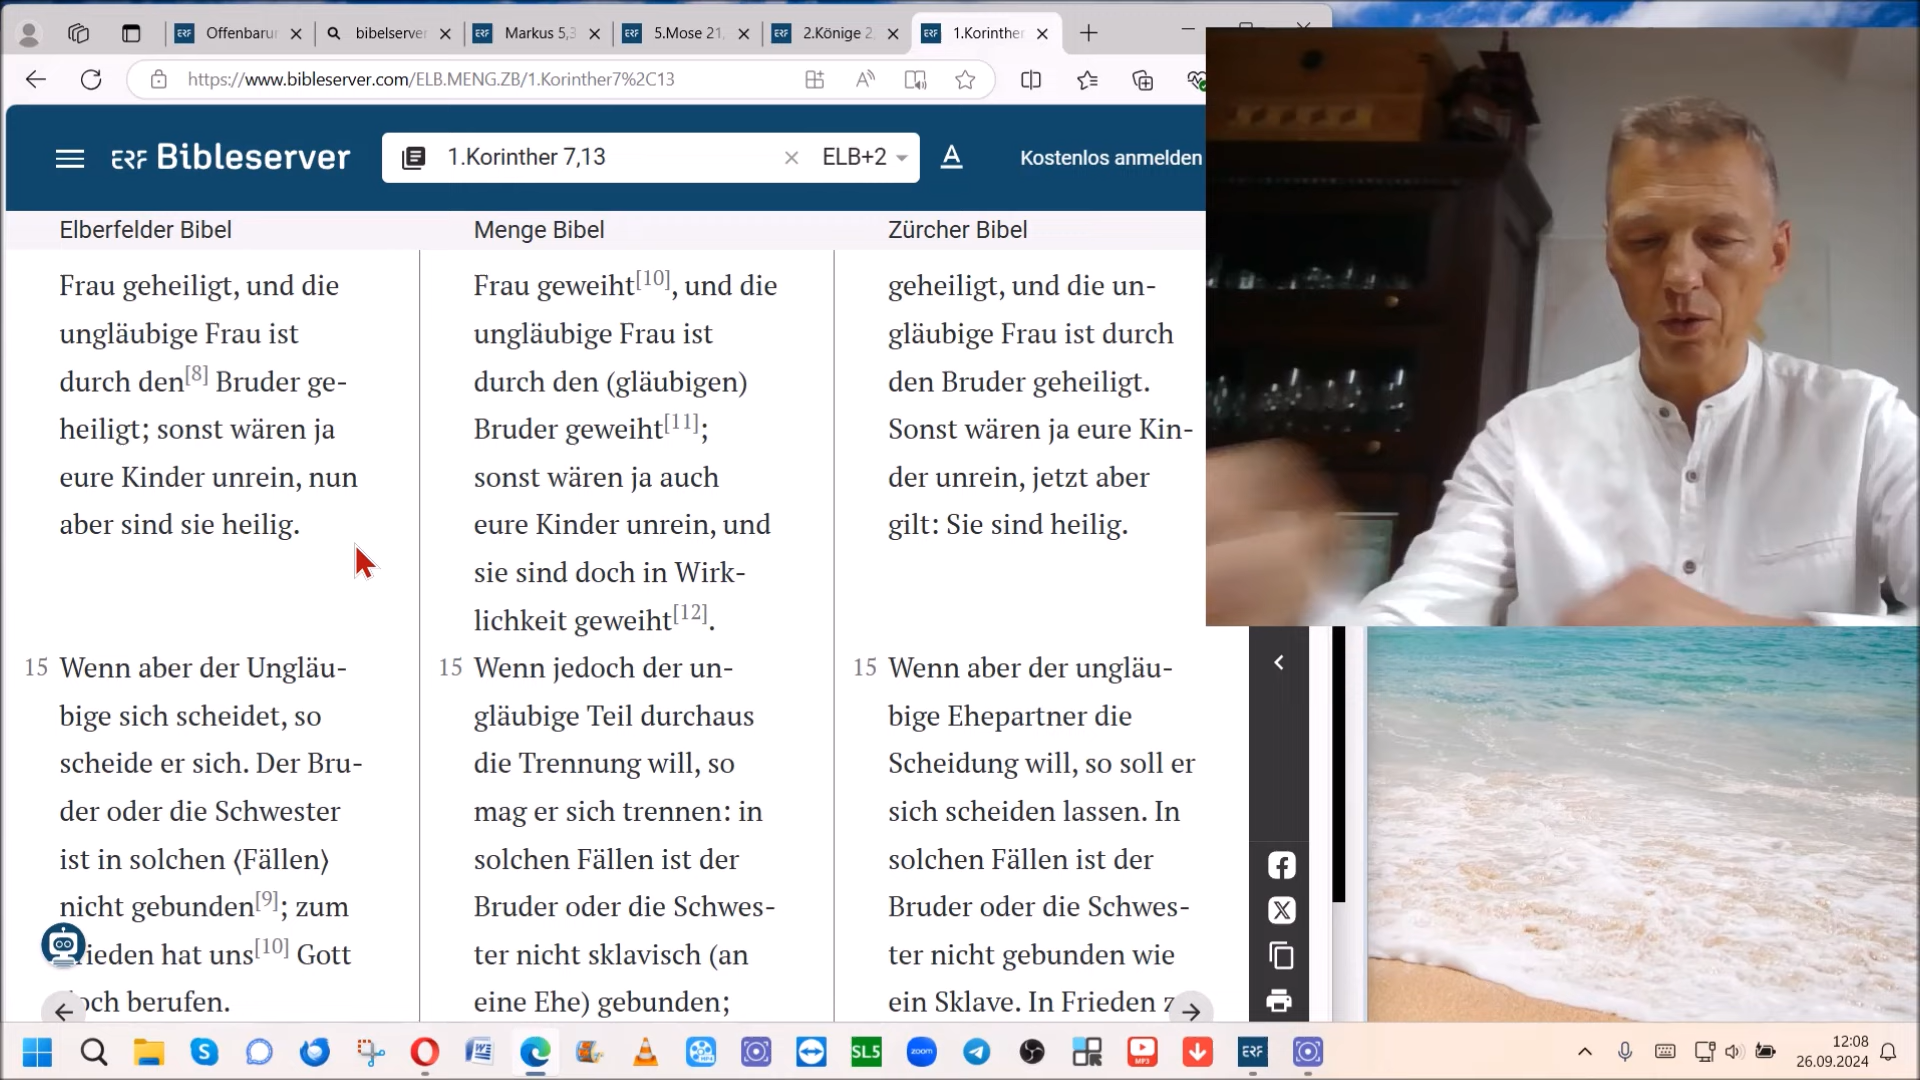 Offenbaru
bibelserver
Markus 5,3
5.Mose 21,
2.Könige 2
1.Korinther
https://www.bibleserver.com/ELB.MENG.ZB/1.Korinther7%2C13
ERF Bibleserver
1.Korinther 7,13
ELB+2
A
Kostenlos anmelden
Elberfelder Bibel
Frau geheiligt, und die
ungläubige Frau ist
durch den[8] Bruder ge-
heiligt; sonst wären ja
eure Kinder unrein, nun
aber sind sie heilig.
15 Wenn aber der Ungläu-
bige sich scheidet, so
scheide er sich. Der Bru-
der oder die Schwester
ist in solchen ⟨Fällen⟩
nicht gebunden[9]; zum
rieden hat uns[10] Gott
och berufen.
Menge Bibel
Frau geweiht[10], und die
ungläubige Frau ist
durch den (gläubigen)
Bruder geweiht[11];
sonst wären ja auch
eure Kinder unrein, und
sie sind doch in Wirk-
lichkeit geweiht[12].
15 Wenn jedoch der un-
gläubige Teil durchaus
die Trennung will, so
mag er sich trennen: in
solchen Fällen ist der
Bruder oder die Schwes-
ter nicht sklavisch (an
eine Ehe) gebunden;
Zürcher Bibel
geheiligt, und die un-
gläubige Frau ist durch
den Bruder geheiligt.
Sonst wären ja eure Kin-
der unrein, jetzt aber
gilt: Sie sind heilig.
15 Wenn aber der ungläu-
bige Ehepartner die
Scheidung will, so soll er
sich scheiden lassen. In
solchen Fällen ist der
Bruder oder die Schwes-
ter nicht gebunden wie
ein Sklave. In Frieden z
SL5
zoom
MP3
ERF
12:08
26.09.2024